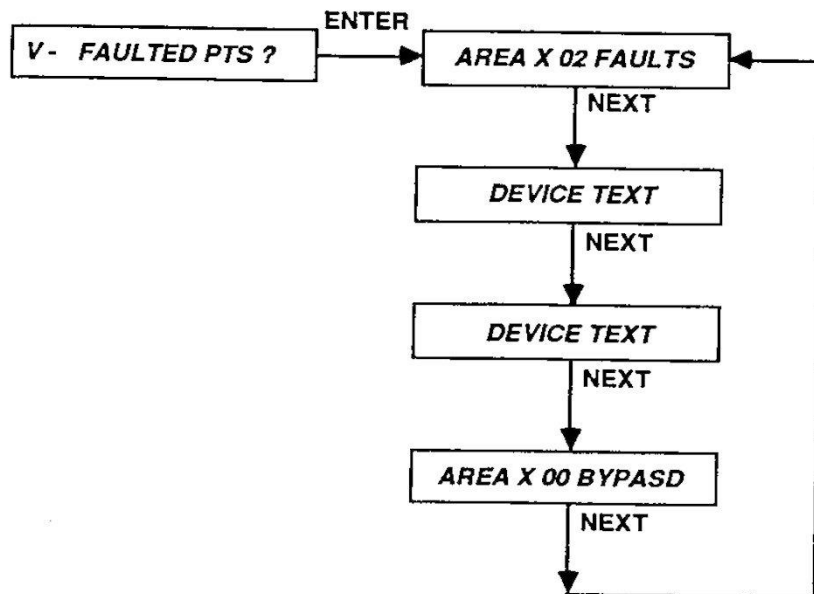 ENTER
V - FAULTED PTS ?
AREA X 02 FAULTS
NEXT
DEVICE TEXT
NEXT
DEVICE TEXT
NEXT
AREA X 00 BYPASD
NEXT